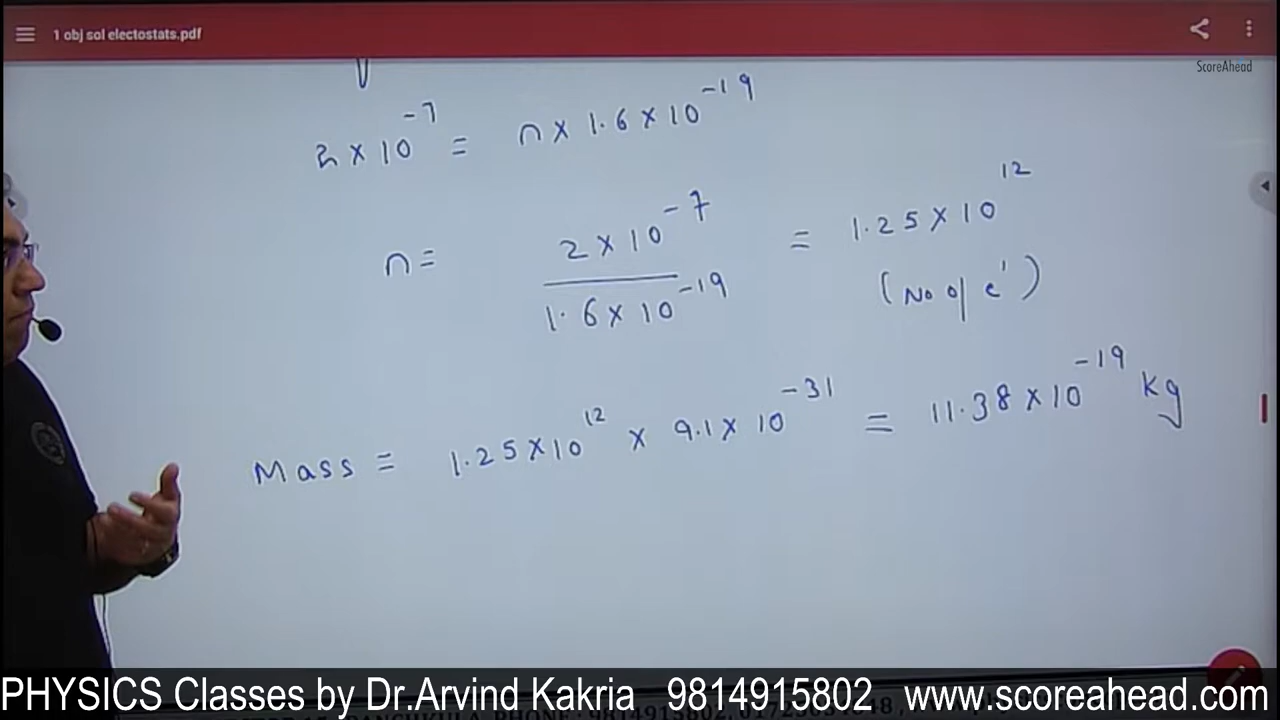 1 obj sol electostats.pdf
ScoreAhead
2 × 10^-7 = n × 1.6 × 10^-19
n = 2 × 10^-7 / 1.6 × 10^-19 = 1.25 × 10^12
(No of e')
Mass = 1.25 × 10^12 × 9.1 × 10^-31 = 11.38 × 10^-19 kg
PHYSICS Classes by Dr.Arvind Kakria 9814915802 www.scoreahead.com